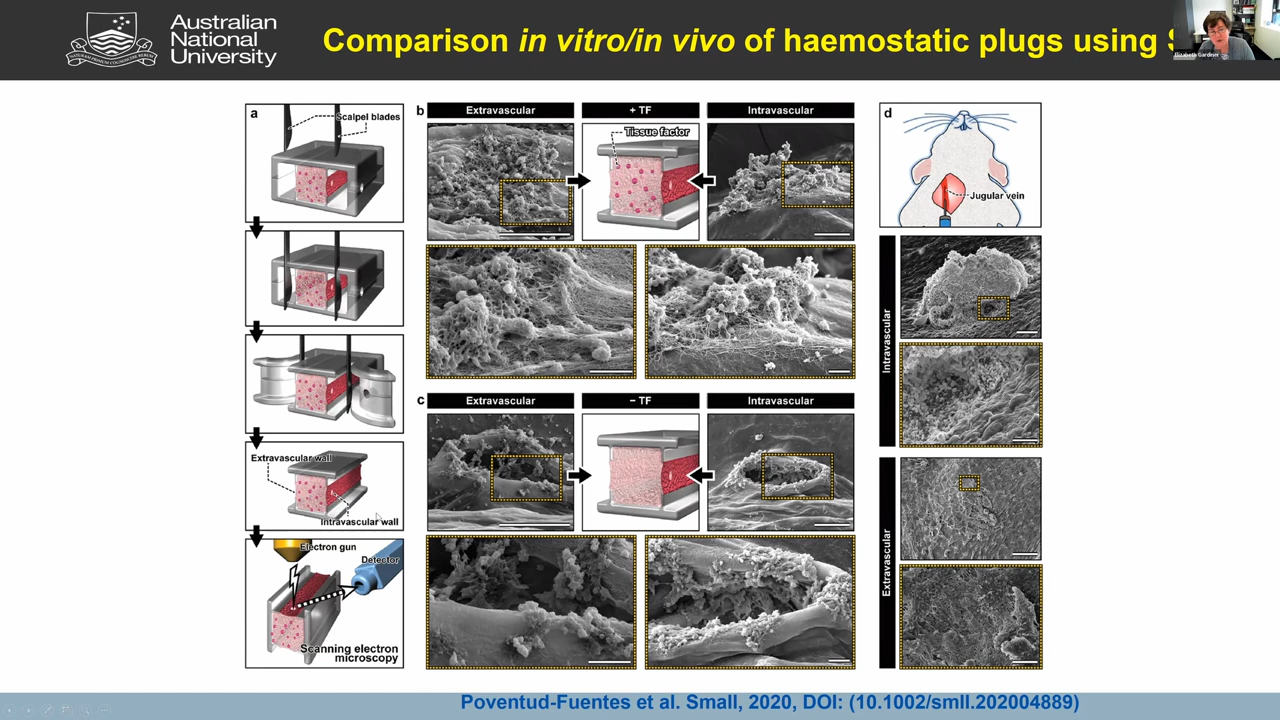 Australian
National
University
Comparison in vitro/in vivo of haemostatic plugs using
Elizabeth Gardiner
a
Scalpel blades
Extravascular wall
Intravascular wall
Electron gun
Detector
Scanning electron
microscopy
b
Extravascular
+ TF
Intravascular
Tissue factor
c
Extravascular
− TF
Intravascular
d
Jugular vein
Intravascular
Extravascular
Poventud-Fuentes et al. Small, 2020, DOI: (10.1002/smll.202004889)